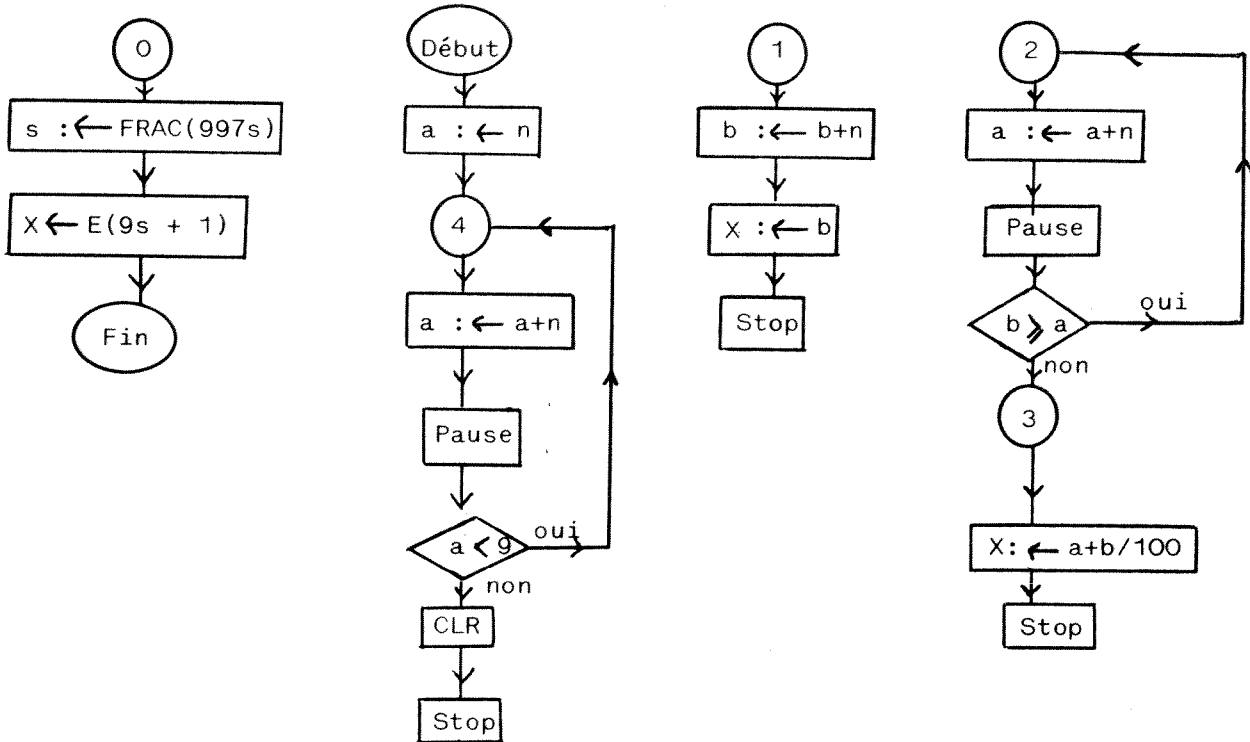 0
s :← FRAC(997s)
X ← E(9s + 1)
Fin
Début
a : ← n
4
a : ← a+n
Pause
a < 9
oui
non
CLR
Stop
1
b :← b+n
X :← b
Stop
2
a :← a+n
Pause
b ⩾ a
oui
non
3
X: ← a+b/100
Stop